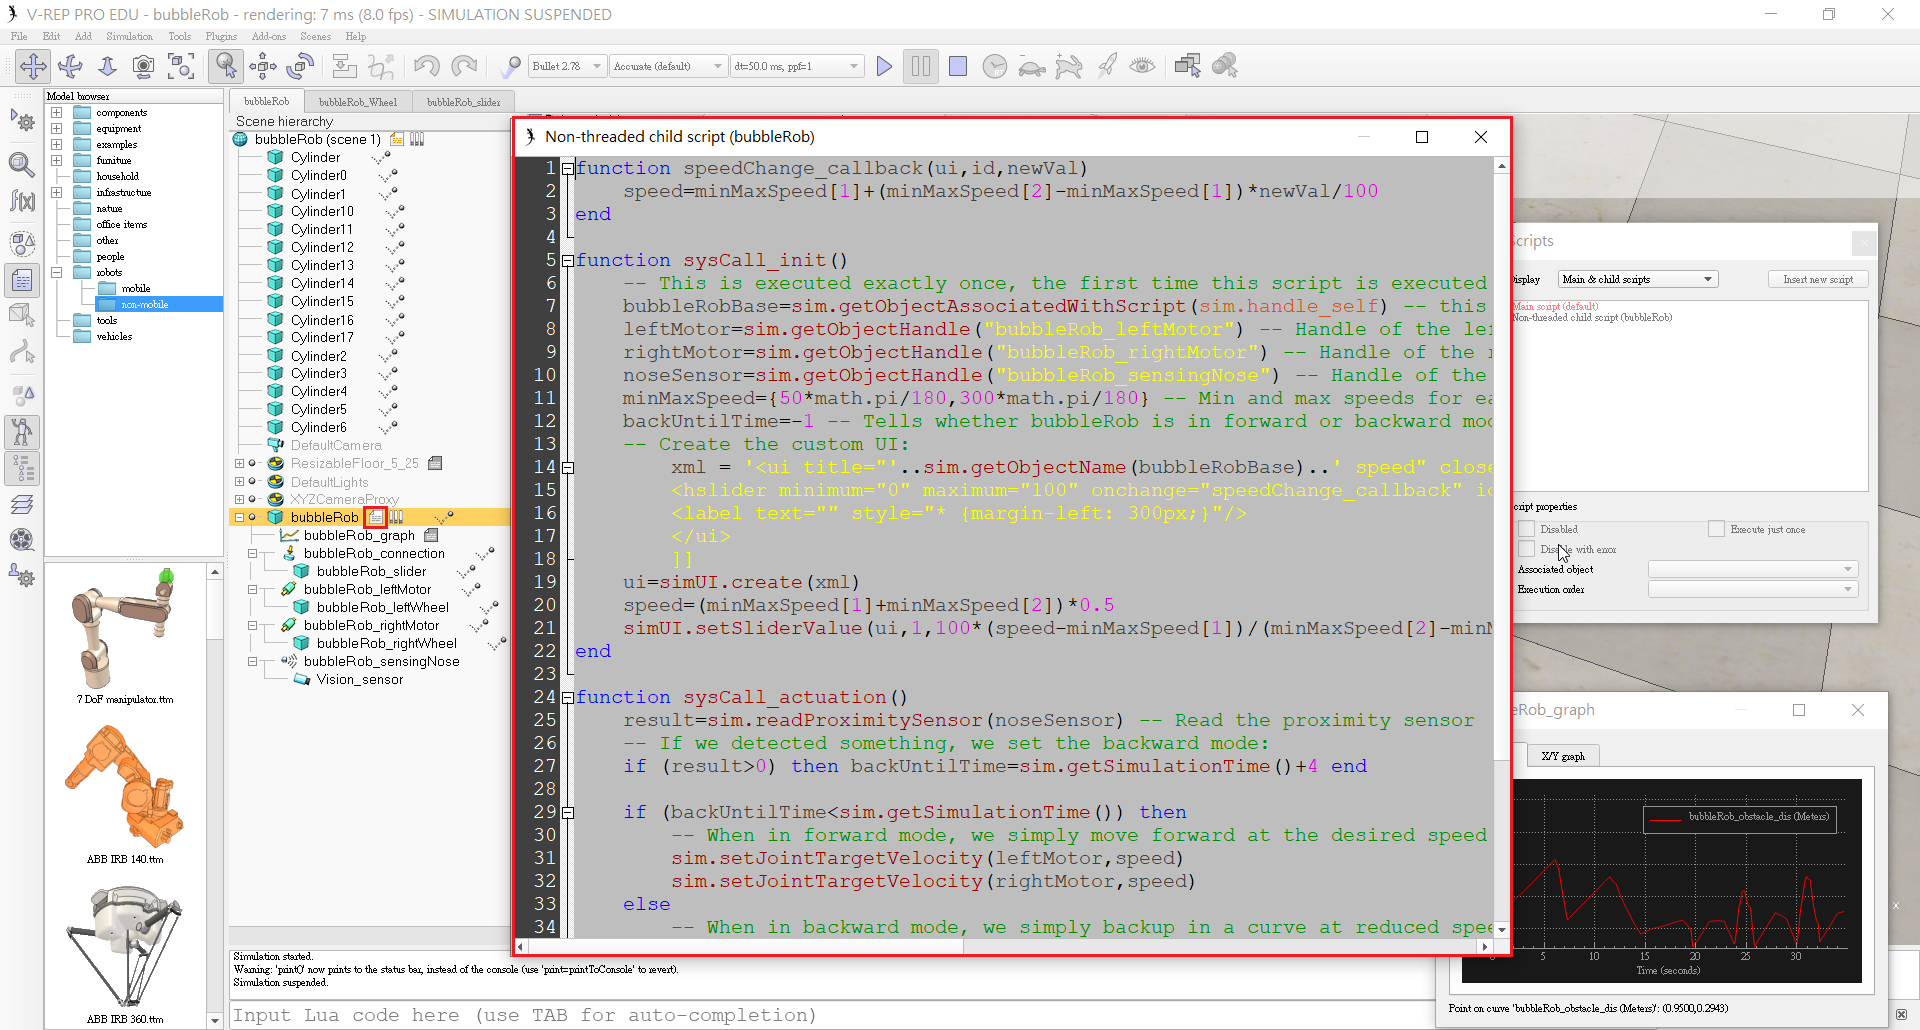 V-REP PRO EDU - bubbleRob - rendering: 7 ms (8.0 fps) - SIMULATION SUSPENDED
File Edit Add Simulation Tools Plugins Add-ons Scenes Help
Bullet 2.78 Accurate (default) dt=50.0 ms, ppf=1
Model browser
components
equipment
examples
furniture
household
infrastructure
nature
office items
other
people
robots
mobile
non-mobile
tools
vehicles
7 DoF manipulator.ttm
ABB IRB 140.ttm
ABB IRB 360.ttm
bubbleRob bubbleRob_Wheel bubbleRob_slider
Scene hierarchy
bubbleRob (scene 1)
Cylinder
Cylinder0
Cylinder1
Cylinder10
Cylinder11
Cylinder12
Cylinder13
Cylinder14
Cylinder15
Cylinder16
Cylinder17
Cylinder2
Cylinder3
Cylinder4
Cylinder5
Cylinder6
DefaultCamera
ResizableFloor_5_25
DefaultLights
XYZCameraProxy
bubbleRob
bubbleRob_graph
bubbleRob_connection
bubbleRob_slider
bubbleRob_leftMotor
bubbleRob_leftWheel
bubbleRob_rightMotor
bubbleRob_rightWheel
bubbleRob_sensingNose
Vision_sensor
Non-threaded child script (bubbleRob)
1 function speedChange_callback(ui,id,newVal)
2 speed=minMaxSpeed[1]+(minMaxSpeed[2]-minMaxSpeed[1])*newVal/100
3 end
4
5 function sysCall_init()
6 -- This is executed exactly once, the first time this script is executed
7 bubbleRobBase=sim.getObjectAssociatedWithScript(sim.handle_self) -- this
8 leftMotor=sim.getObjectHandle("bubbleRob_leftMotor") -- Handle of the
9 rightMotor=sim.getObjectHandle("bubbleRob_rightMotor") -- Handle of the
10 noseSensor=sim.getObjectHandle("bubbleRob_sensingNose") -- Handle of the
11 minMaxSpeed={50*math.pi/180,300*math.pi/180} -- Min and max speeds for
12 backUntilTime=-1 -- Tells whether bubbleRob is in forward or backward
13 -- Create the custom UI:
14 xml = '<ui title="'..sim.getObjectName(bubbleRobBase)..' speed" close
15 <hslider minimum="0" maximum="100" onchange="speedChange_callback"
16 <label text="" style="* {margin-left: 300px;}"/>
17 </ui>
18 ]]
19 ui=simUI.create(xml)
20 speed=(minMaxSpeed[1]+minMaxSpeed[2])*0.5
21 simUI.setSliderValue(ui,1,100*(speed-minMaxSpeed[1])/(minMaxSpeed[2]-
22 end
23
24 function sysCall_actuation()
25 result=sim.readProximitySensor(noseSensor) -- Read the proximity sensor
26 -- If we detected something, we set the backward mode:
27 if (result>0) then backUntilTime=sim.getSimulationTime()+4 end
28
29 if (backUntilTime<sim.getSimulationTime()) then
30 -- When in forward mode, we simply move forward at the desired speed
31 sim.setJointTargetVelocity(leftMotor,speed)
32 sim.setJointTargetVelocity(rightMotor,speed)
33 else
34 -- When in backward mode, we simply backup in a curve at reduced
Scripts
Display Main & child scripts Insert new script
Main script (default)
Non-threaded child script (bubbleRob)
Script properties
Disabled Execute just once
Disable with error
Associated object
Execution order
X/Y graph
bubbleRob_obstacle_dis (Meters)
5 10 15 20 25 30
Time (seconds)
Point on curve 'bubbleRob_obstacle_dis (Meters)': (0.9500,0.2943)
Simulation started.
Warning: 'print()' now prints to the status bar, instead of the console (use 'print=printToConsole' to revert).
Simulation suspended.
Input Lua code here (use TAB for auto-completion)